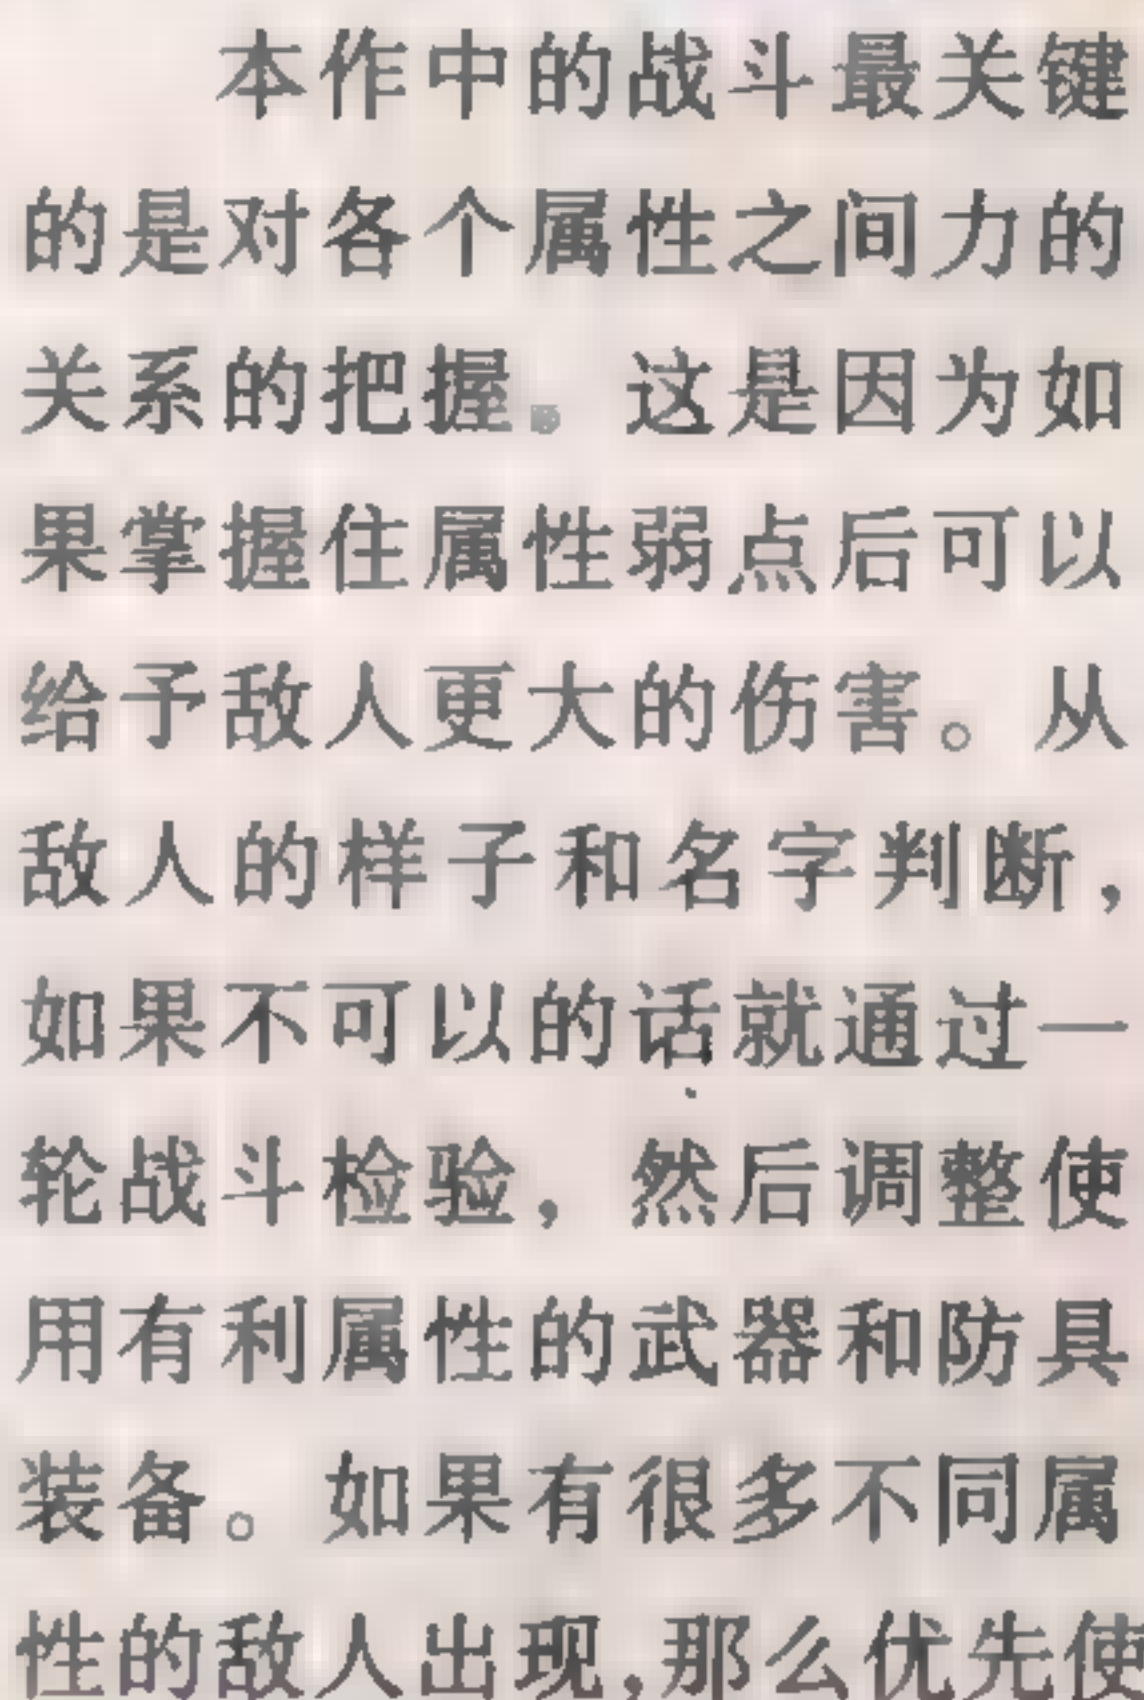 本作中的战斗最关键
的是对各个属性之间力的
关系的把握。这是因为如
果掌握住属性弱点后可以
给予敌人更大的伤害。从
敌人的样子和名字判断，
如果不可以的话就通过一
轮战斗检验，然后调整使
用有利属性的武器和防具
装备。如果有很多不同属
性的敌人出现，那么优先使